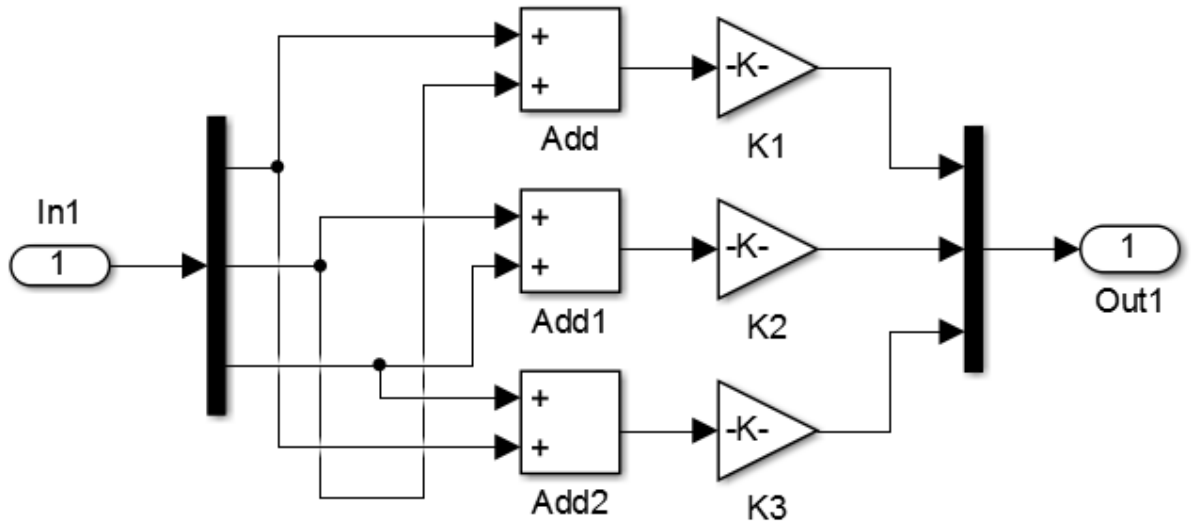 In1
1
+
+
Add
-K-
K1
+
+
Add1
-K-
K2
+
+
Add2
-K-
K3
1
Out1